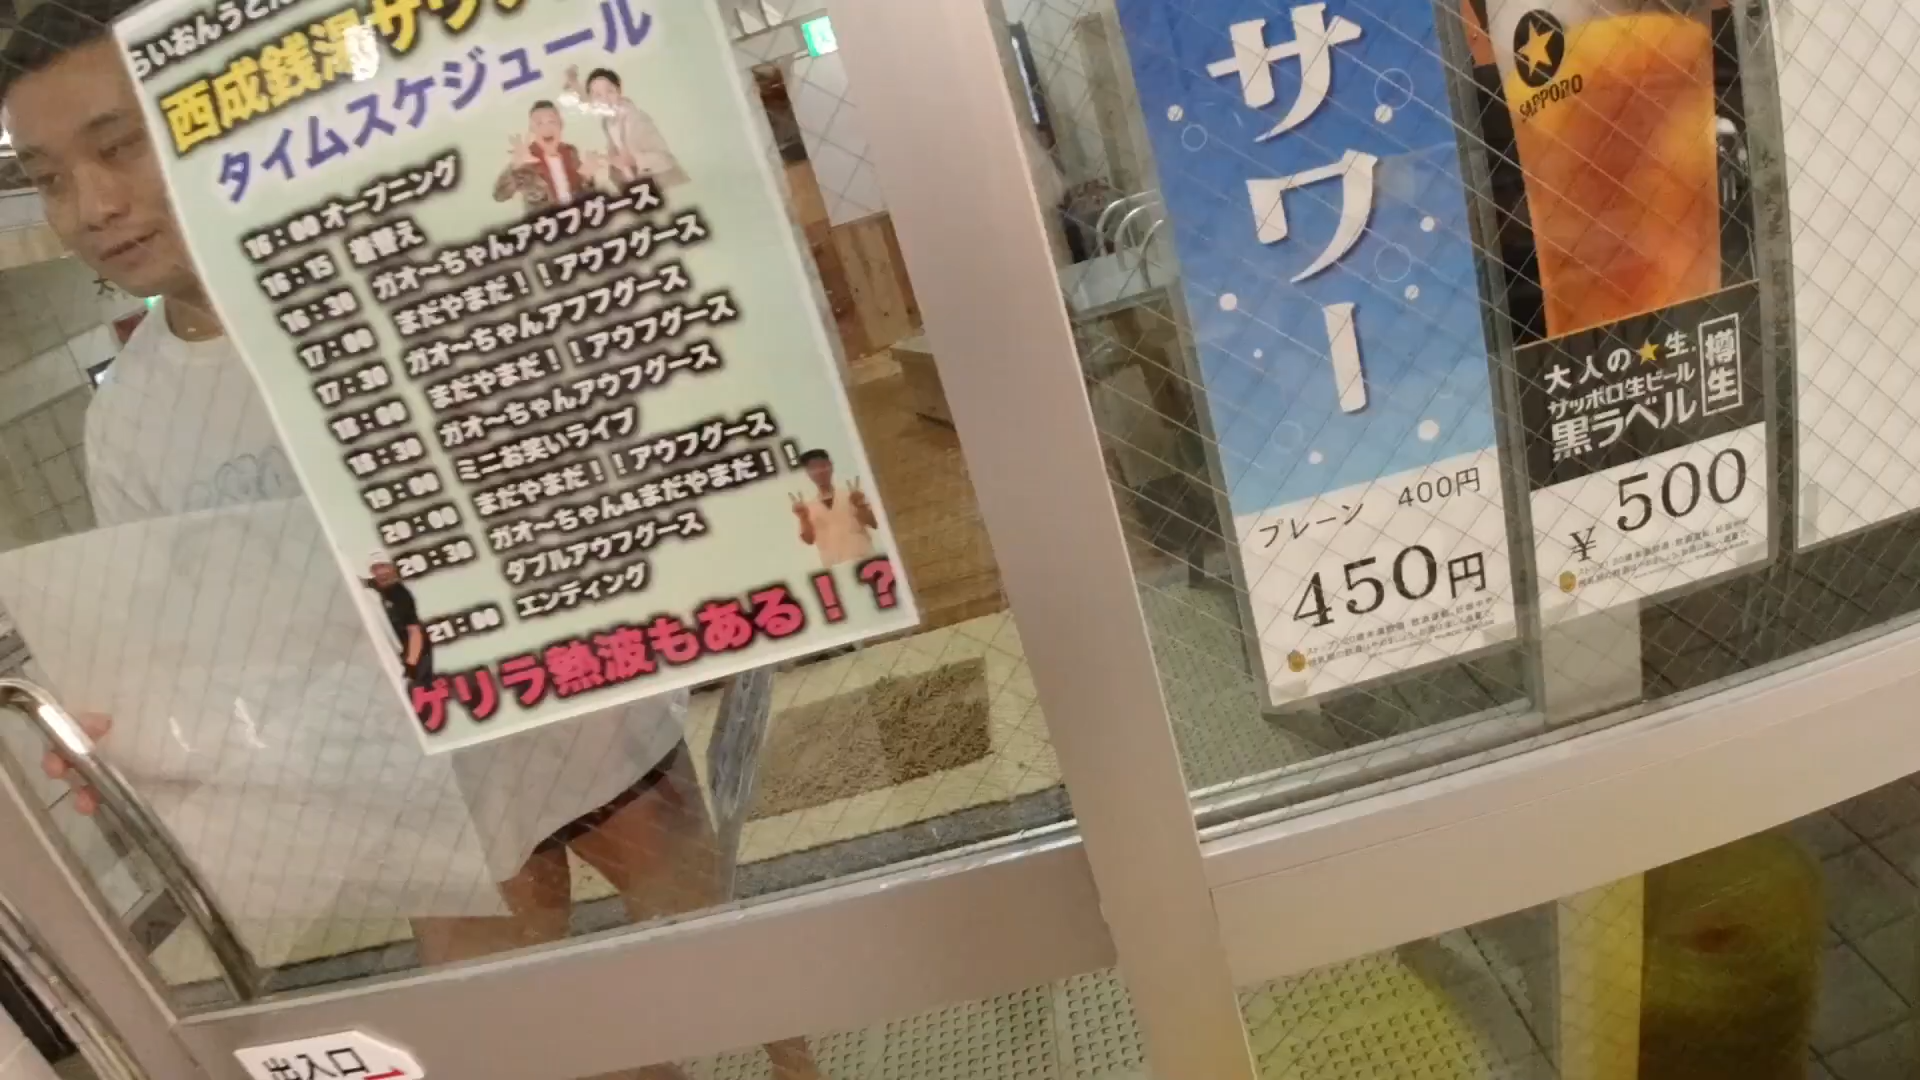 らいおんうどん
西成銭湯サウナ
タイムスケジュール
16:00 オープニング
16:15 着替え
16:30 ガオ〜ちゃんアウフグース
17:00 まだやまだ!!アウフグース
17:30 ガオ〜ちゃんアフフグース
18:00 まだやまだ!!アウフグース
18:30 ガオ〜ちゃんアウフグース
19:00 ミニお笑いライブ
20:00 まだやまだ!!アウフグース
20:30 ガオ〜ちゃん&まだやまだ!!
ダブルアウフグース
21:00 エンディング
ゲリラ熱波もある!?
出入口
サワー
プレーン 400円
450円
SAPPORO
大人の★生。
サッポロ生ビール
黒ラベル
樽生
¥500